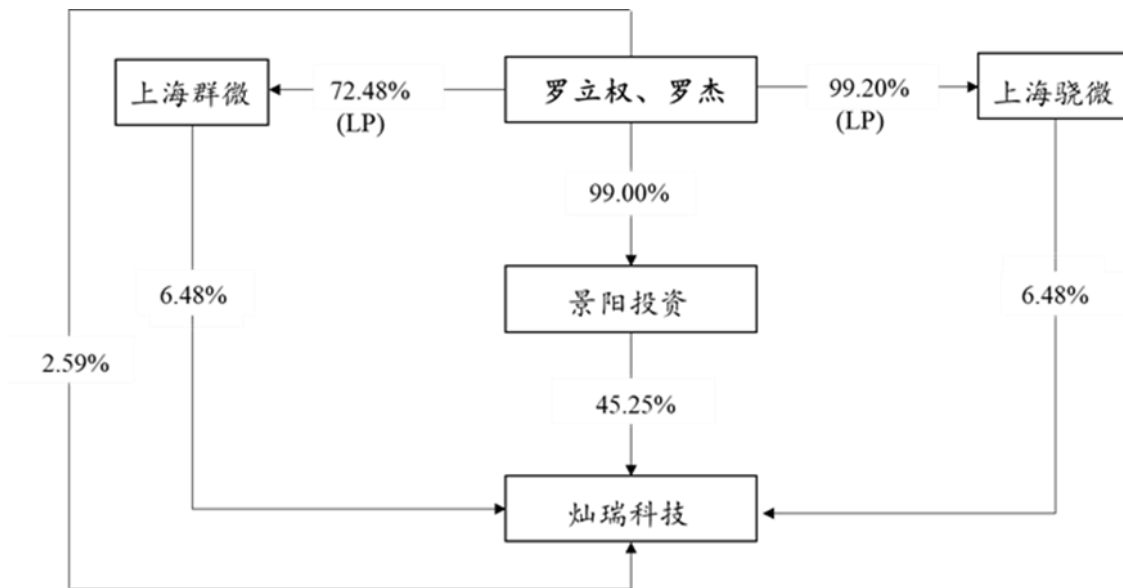 上海群微
72.48%
(LP)
罗立权、罗杰
99.20%
(LP)
上海骁微
99.00%
6.48%
景阳投资
6.48%
2.59%
45.25%
灿瑞科技